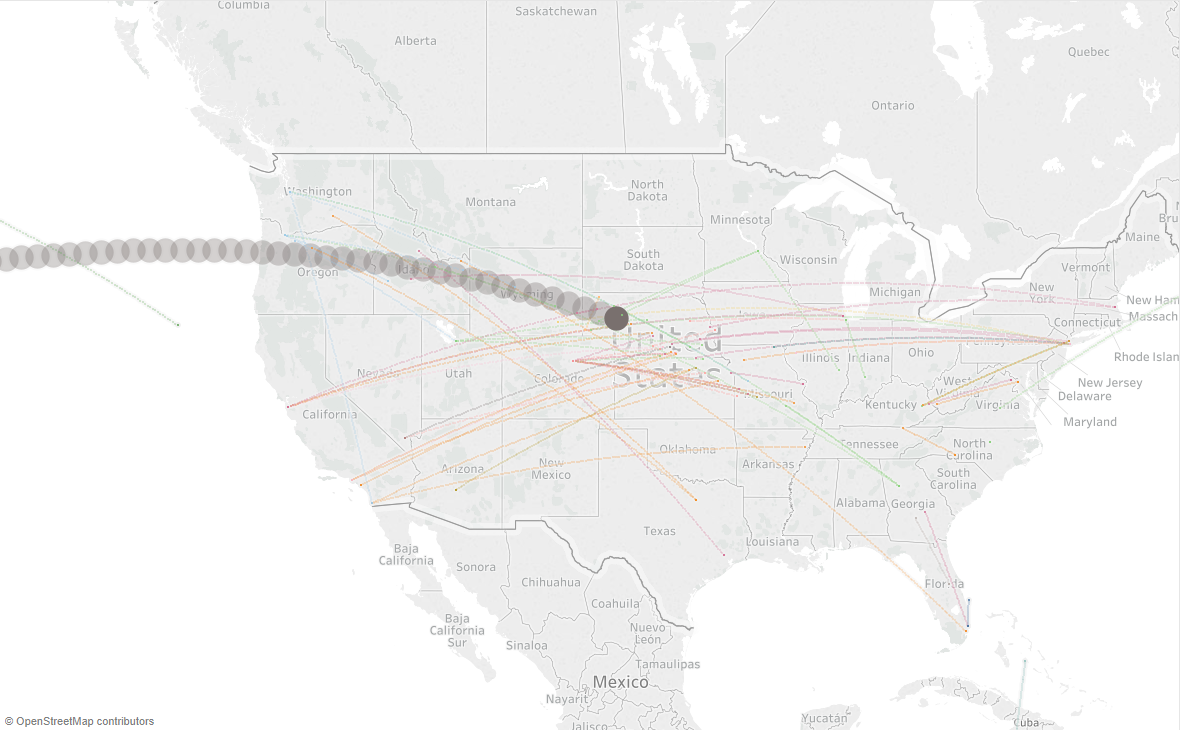 Columbia
Saskatchewan
Alberta
Quebec
Ontario
Washington
Montana
North
Dakota
Minnesota
Maine
South
Dakota
Wisconsin
Vermont
Oregon
Idaho
Wyoming
Michigan
New
York
New Ham
Massach
Iowa
Connecticut
United
States
Pennsylvania
Rhode Islan
Nevada
Utah
Colorado
Illinois
Indiana
Ohio
New Jersey
Delaware
Maryland
California
Missouri
Kentucky
West
Virginia
Virginia
Arizona
New
Mexico
Oklahoma
Arkansas
Tennessee
North
Carolina
South
Carolina
Alabama
Georgia
Texas
Louisiana
Baja
California
Sonora
Chihuahua
Florida
Coahuila
Baja
California
Sur
Nuevo
León
Sinaloa
Tamaulipas
Mexico
Nayarit
Jalisco
Yucatán
Cuba
© OpenStreetMap contributors